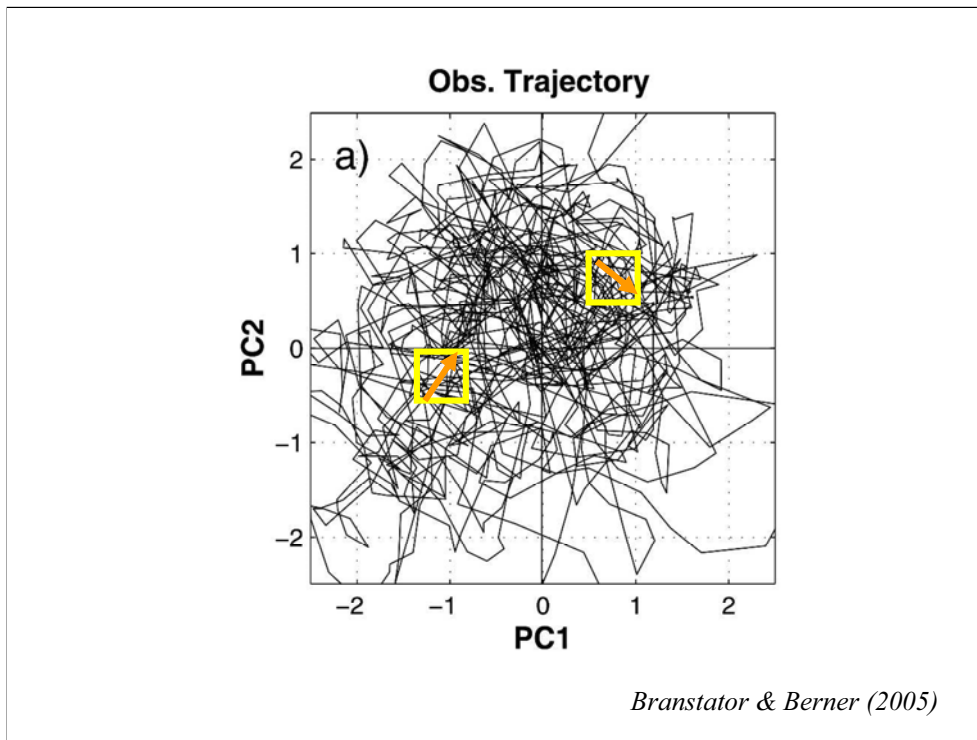 Obs. Trajectory
a)
2
1
0
−1
−2
PC2
−2 −1 0 1 2
PC1
Branstator & Berner (2005)